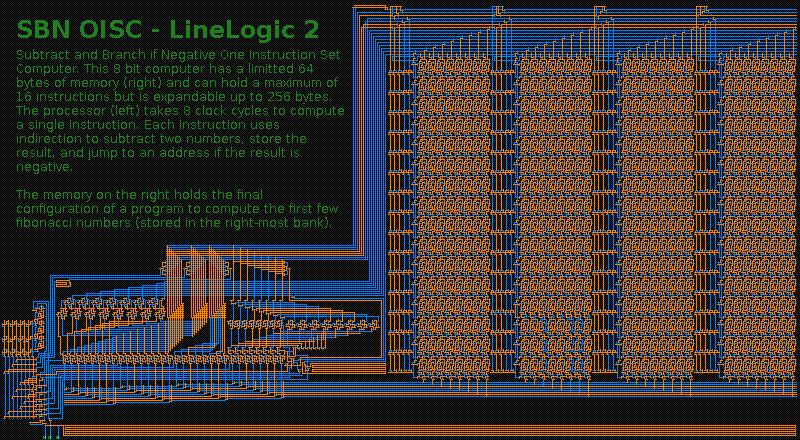 SBN OISC - LineLogic 2
Subtract and Branch if Negative One Instruction Set
Computer. This 8 bit computer has a limitted 64
bytes of memory (right) and can hold a maximum of
16 instructions but is expandable up to 256 bytes.
The processor (left) takes 8 clock cycles to compute
a single instruction. Each instruction uses
indirection to subtract two numbers, store the
result, and jump to an address if the result is
negative.
The memory on the right holds the final
configuration of a program to compute the first few
fibonacci numbers (stored in the right-most bank).